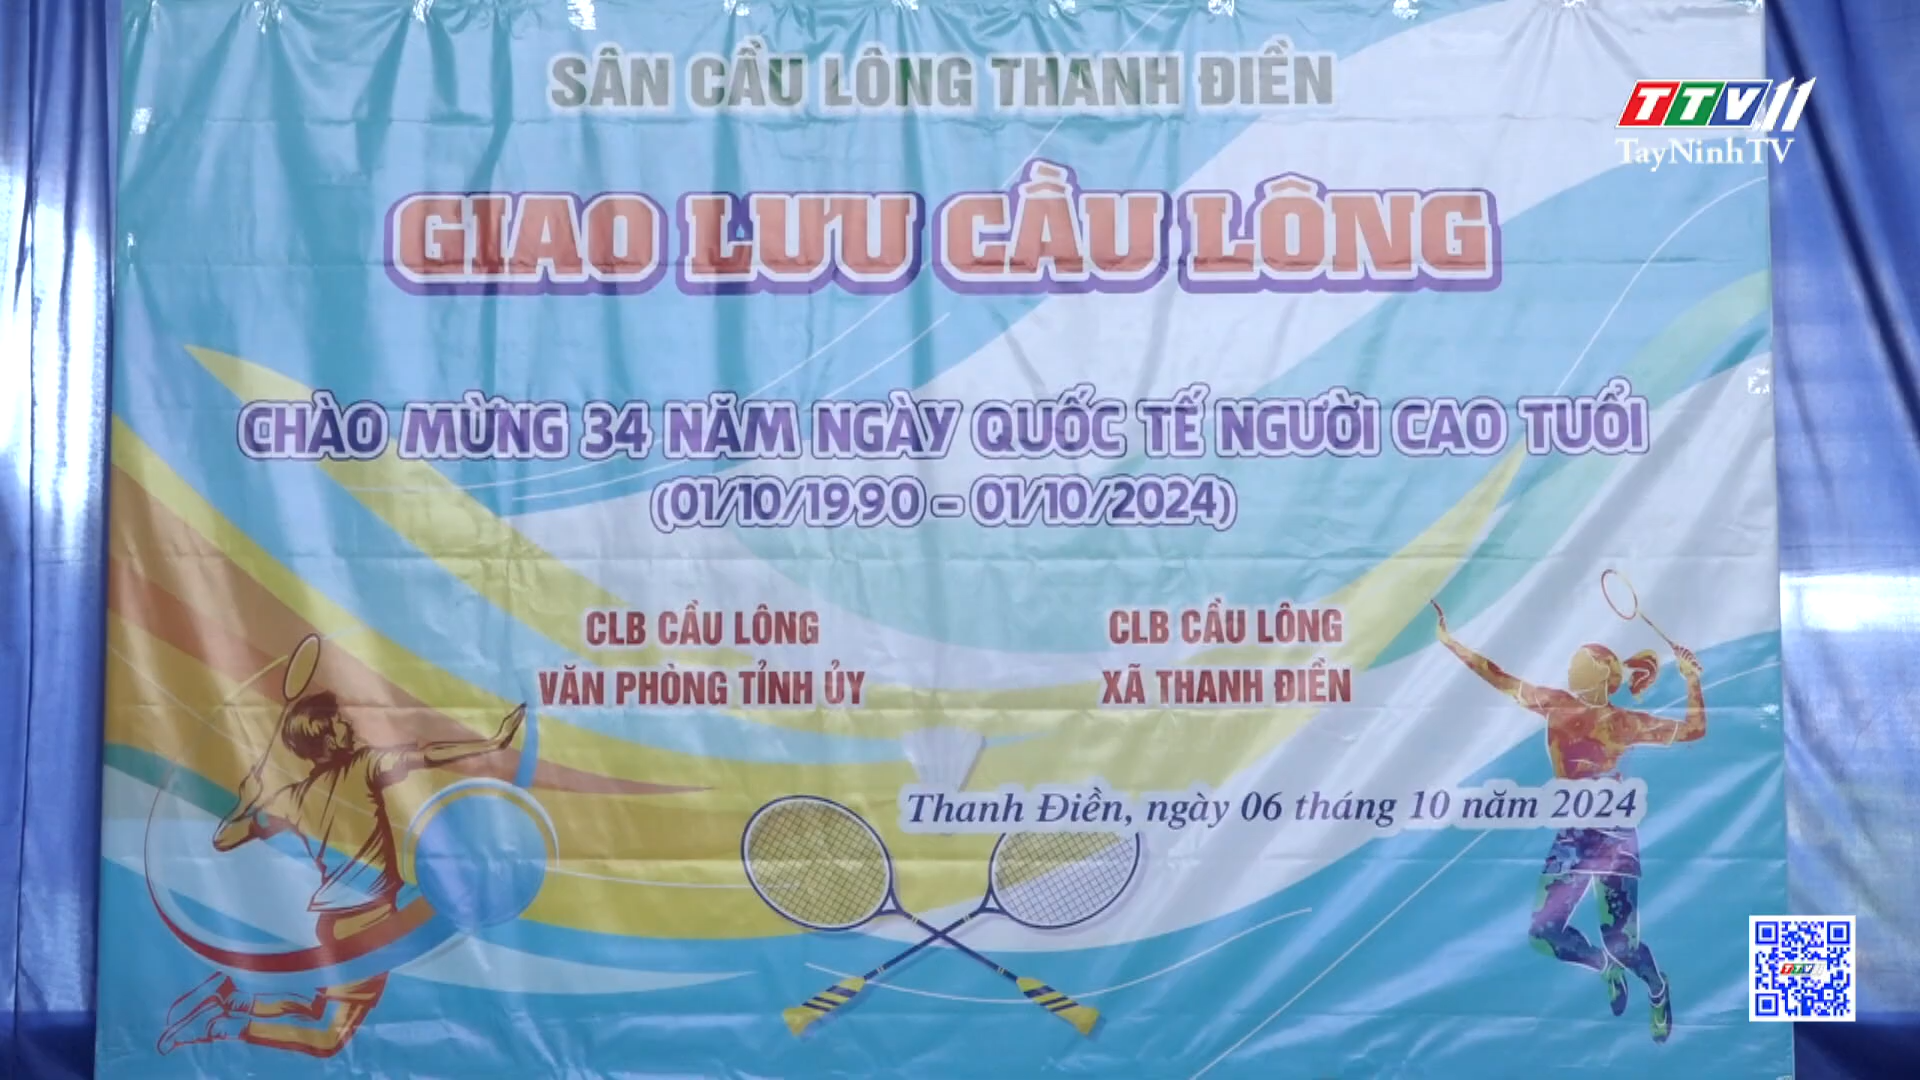 SÂN CẦU LÔNG THANH ĐIỀN
TTV11
TayNinhTV
GIAO LƯU CẦU LÔNG
CHÀO MỪNG 34 NĂM NGÀY QUỐC TẾ NGƯỜI CAO TUỔI
(01/10/1990 - 01/10/2024)
CLB CẦU LÔNG
VĂN PHÒNG TỈNH ỦY
CLB CẦU LÔNG
XÃ THANH ĐIỀN
Thanh Điền, ngày 06 tháng 10 năm 2024
TTV11